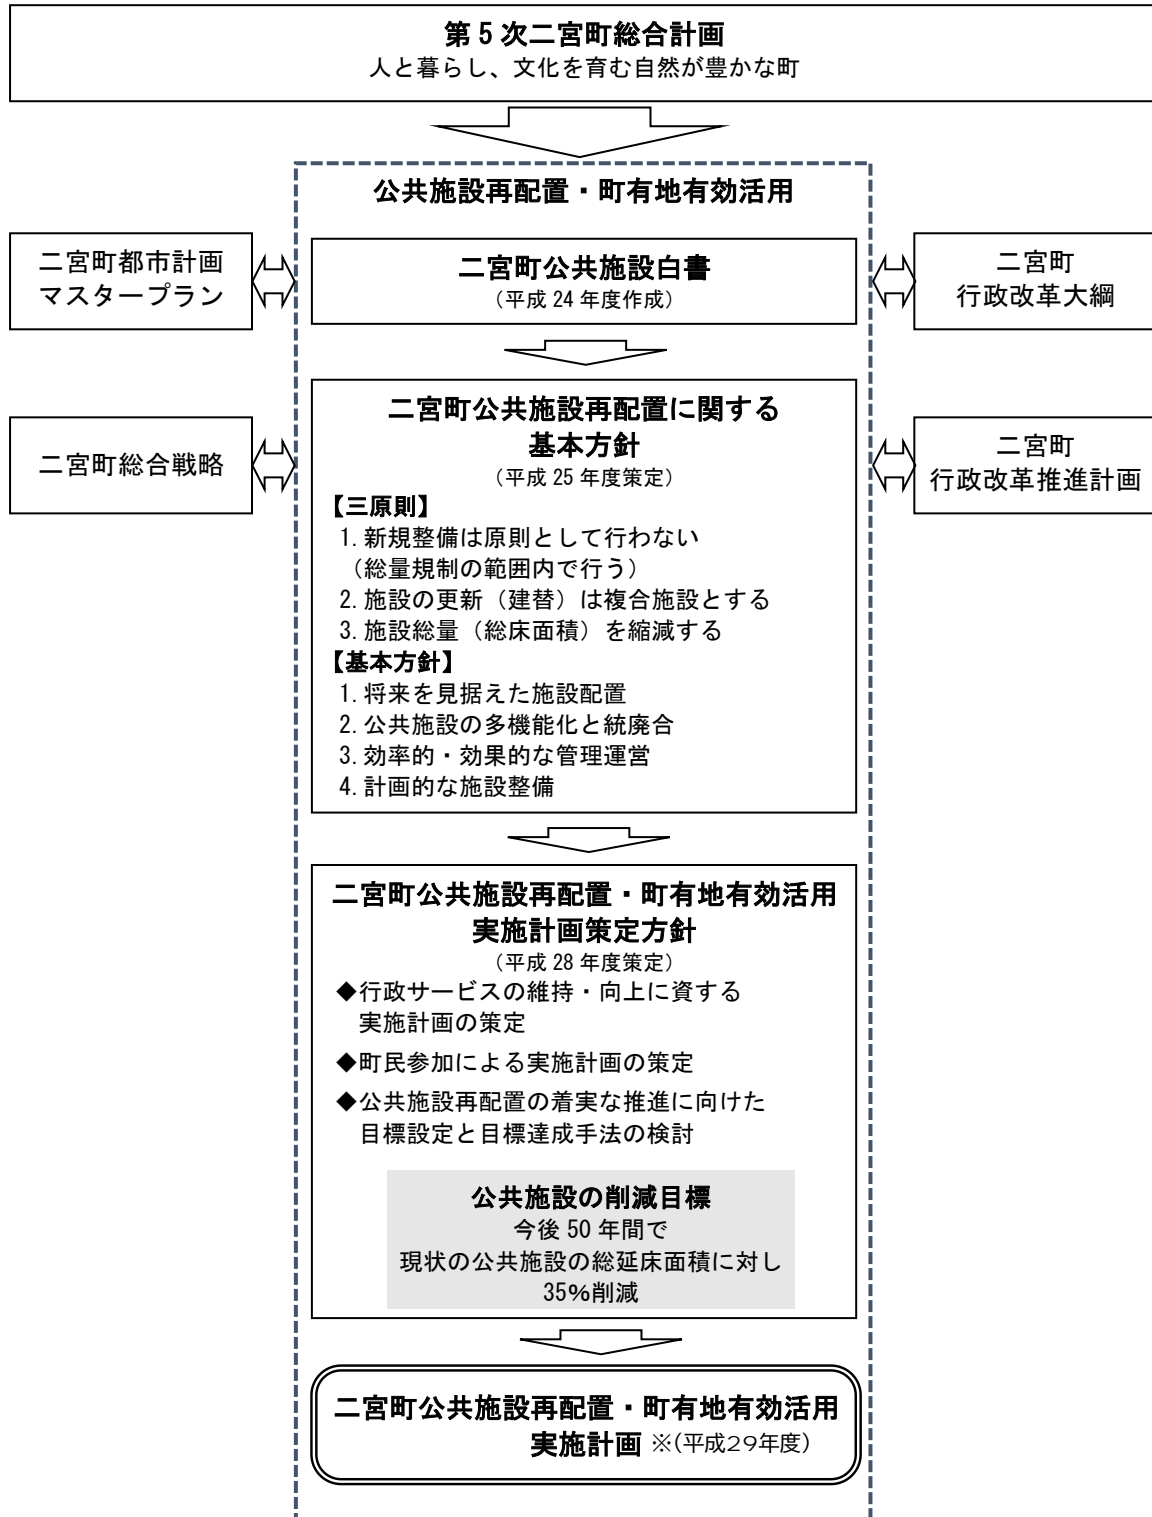 第5次二宮町総合計画
人と暮らし、文化を育む自然が豊かな町
公共施設再配置・町有地有効活用
二宮町都市計画
マスタープラン
二宮町公共施設白書
（平成24年度作成）
二宮町
行政改革大綱
二宮町総合戦略
二宮町公共施設再配置に関する
基本方針
（平成25年度策定）
【三原則】
1. 新規整備は原則として行わない
（総量規制の範囲内で行う）
2. 施設の更新（建替）は複合施設とする
3. 施設総量（総床面積）を縮減する
【基本方針】
1. 将来を見据えた施設配置
2. 公共施設の多機能化と統廃合
3. 効率的・効果的な管理運営
4. 計画的な施設整備
二宮町
行政改革推進計画
二宮町公共施設再配置・町有地有効活用
実施計画策定方針
（平成28年度策定）
◆行政サービスの維持・向上に資する
実施計画の策定
◆町民参加による実施計画の策定
◆公共施設再配置の着実な推進に向けた
目標設定と目標達成手法の検討
公共施設の削減目標
今後50年間で
現状の公共施設の総延床面積に対し
35％削減
二宮町公共施設再配置・町有地有効活用
実施計画 ※(平成29年度)